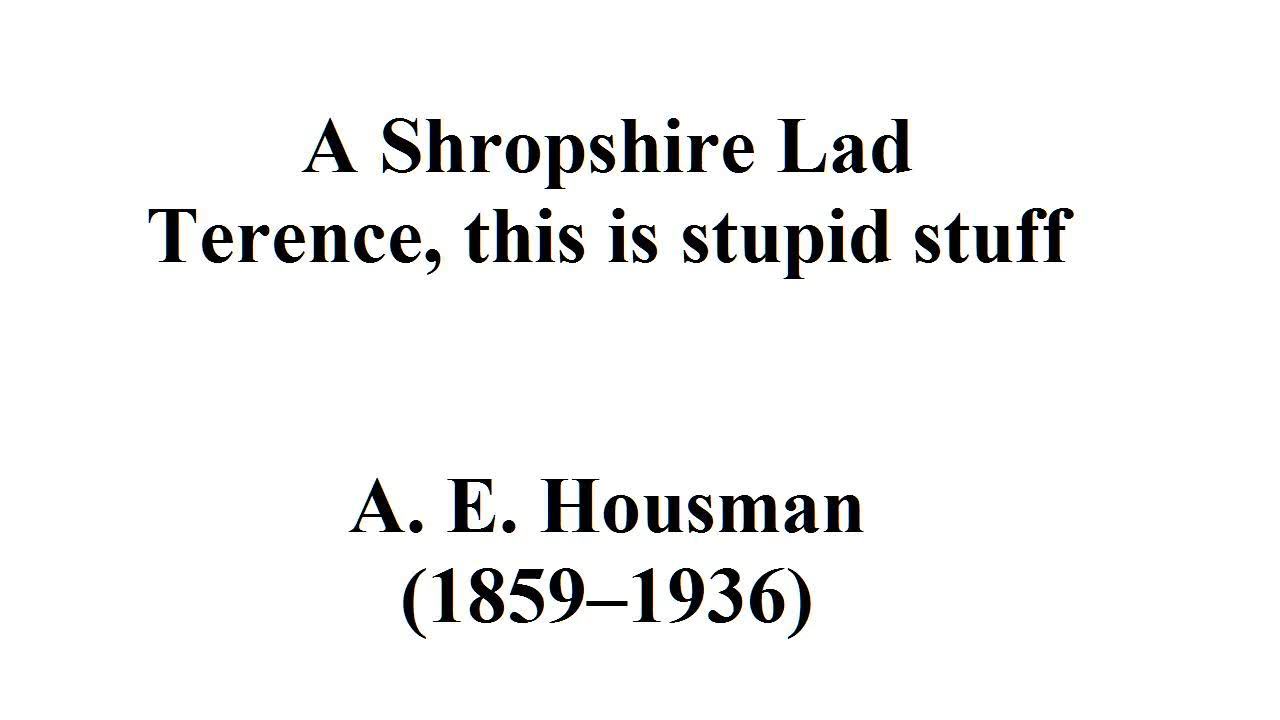 A Shropshire Lad
Terence, this is stupid stuff
A. E. Housman
(1859–1936)